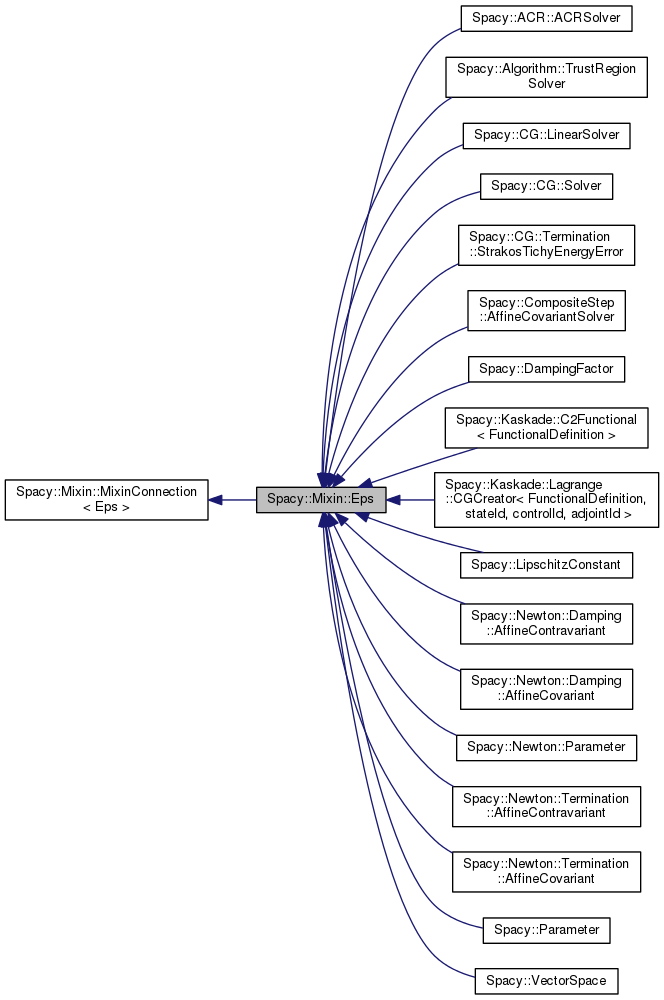 Spacy::ACR::ACRSolver
Spacy::Algorithm::TrustRegion
Solver
Spacy::CG::LinearSolver
Spacy::CG::Solver
Spacy::CG::Termination
::StrakosTichyEnergyError
Spacy::CompositeStep
::AffineCovariantSolver
Spacy::DampingFactor
Spacy::Kaskade::C2Functional
< FunctionalDefinition >
Spacy::Mixin::MixinConnection
< Eps >
Spacy::Mixin::Eps
Spacy::Kaskade::Lagrange
::CGCreator< FunctionalDefinition,
stateId, controlId, adjointId >
Spacy::LipschitzConstant
Spacy::Newton::Damping
::AffineContravariant
Spacy::Newton::Damping
::AffineCovariant
Spacy::Newton::Parameter
Spacy::Newton::Termination
::AffineContravariant
Spacy::Newton::Termination
::AffineCovariant
Spacy::Parameter
Spacy::VectorSpace